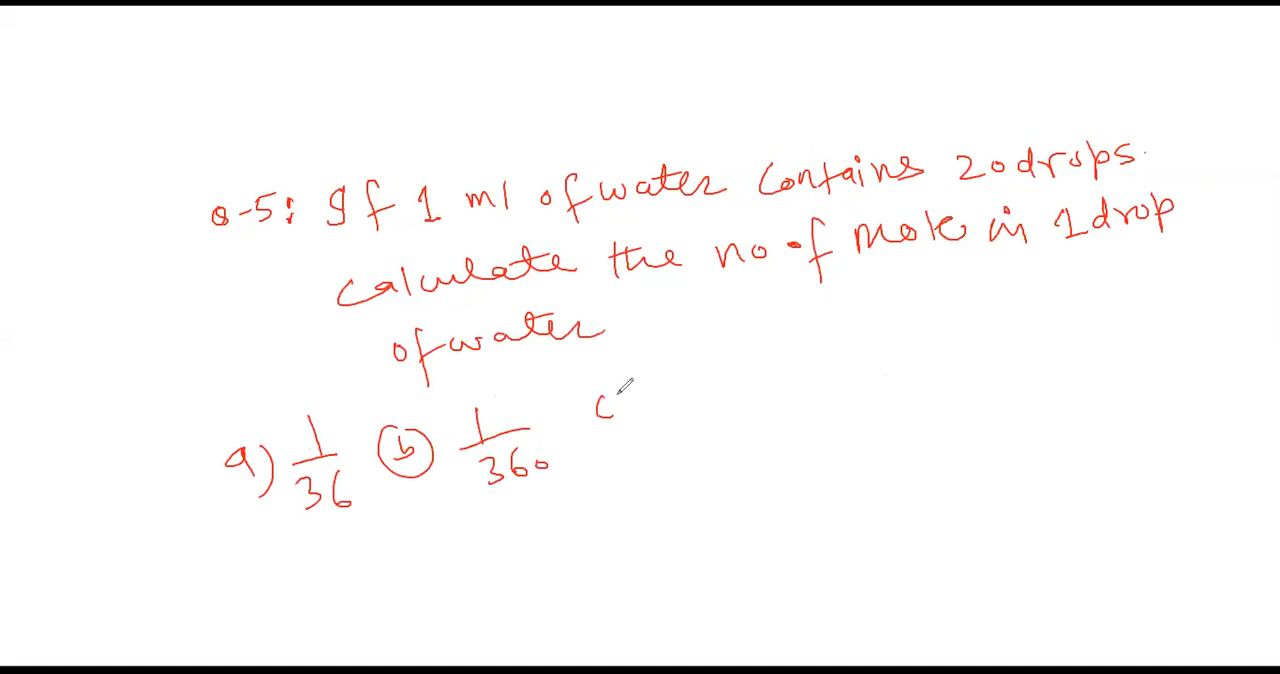 Q-5: If 1 ml of water contains 20 drops.
calculate the no of mole in 1 drop
of water
a) 1/36 (b) 1/360 c